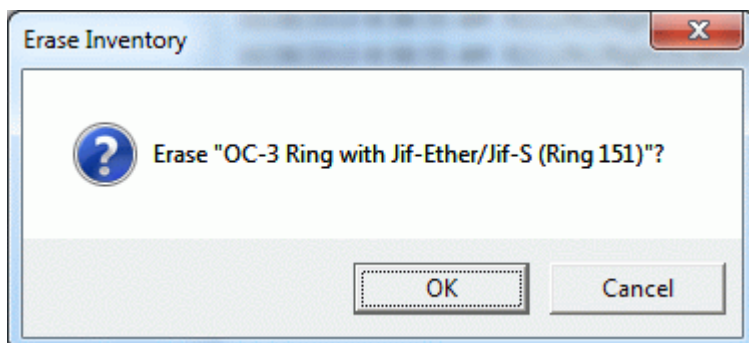 Erase Inventory
Erase "OC-3 Ring with Jif-Ether/Jif-S (Ring 151)"?
OK
Cancel